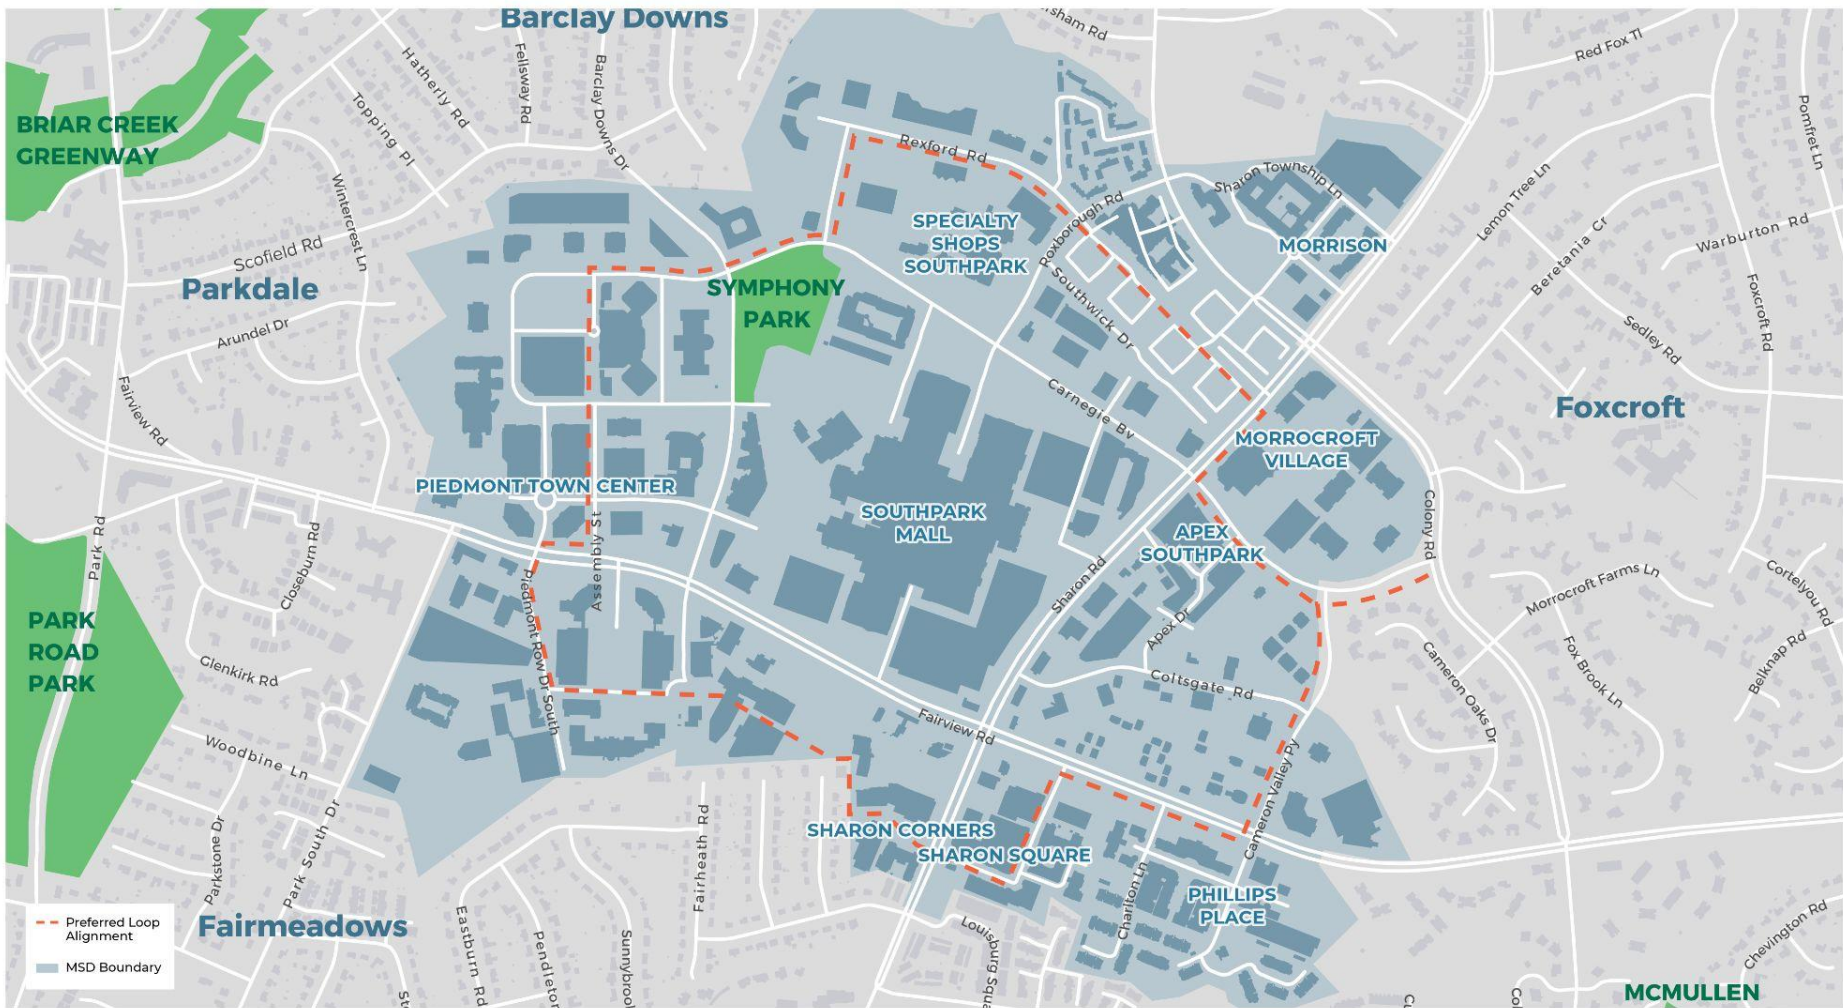 Barclay Downs
Red Fox Tl
Hatherly Rd
Fellsway Rd
Barclay Downs Dr
Topping Pl
BRIAR CREEK
GREENWAY
Pomfret Ln
Rexford Rd
Sharon Township Ln
Lemon Tree Ln
Wintercrest Ln
Roxborough Rd
SPECIALTY
SHOPS
SOUTHPARK
MORRISON
Beretania Cr
Warburton Rd
Scofield Rd
Parkdale
SYMPHONY
PARK
Southwick Dr
Foxcroft Rd
Sedley Rd
Arundel Dr
Fairview Rd
Carnegie Bv
Foxcroft
MORROCROFT
VILLAGE
PIEDMONT TOWN CENTER
SOUTHPARK
MALL
APEX
SOUTHPARK
Colony Rd
Park Rd
Closeburn Rd
Assembly St
Piedmont Row Dr South
Sharon Rd
Apex Dr
Morrocroft Farms Ln
Cortelyou Rd
PARK
ROAD
PARK
Glenkirk Rd
Coltsgate Rd
Cameron Oaks Dr
Fox Brook Ln
Belknap Rd
Fairview Rd
Woodbine Ln
Cameron Valley Py
Parkstone Dr
Park South Dr
Fairheath Rd
SHARON CORNERS
SHARON SQUARE
Charlton Ln
PHILLIPS
PLACE
Preferred Loop
Alignment
MSD Boundary
Fairmeadows
Eastburn Rd
Pendleton
Sunnybrook
Louisburg Sq
Chevington Rd
MCMULLEN